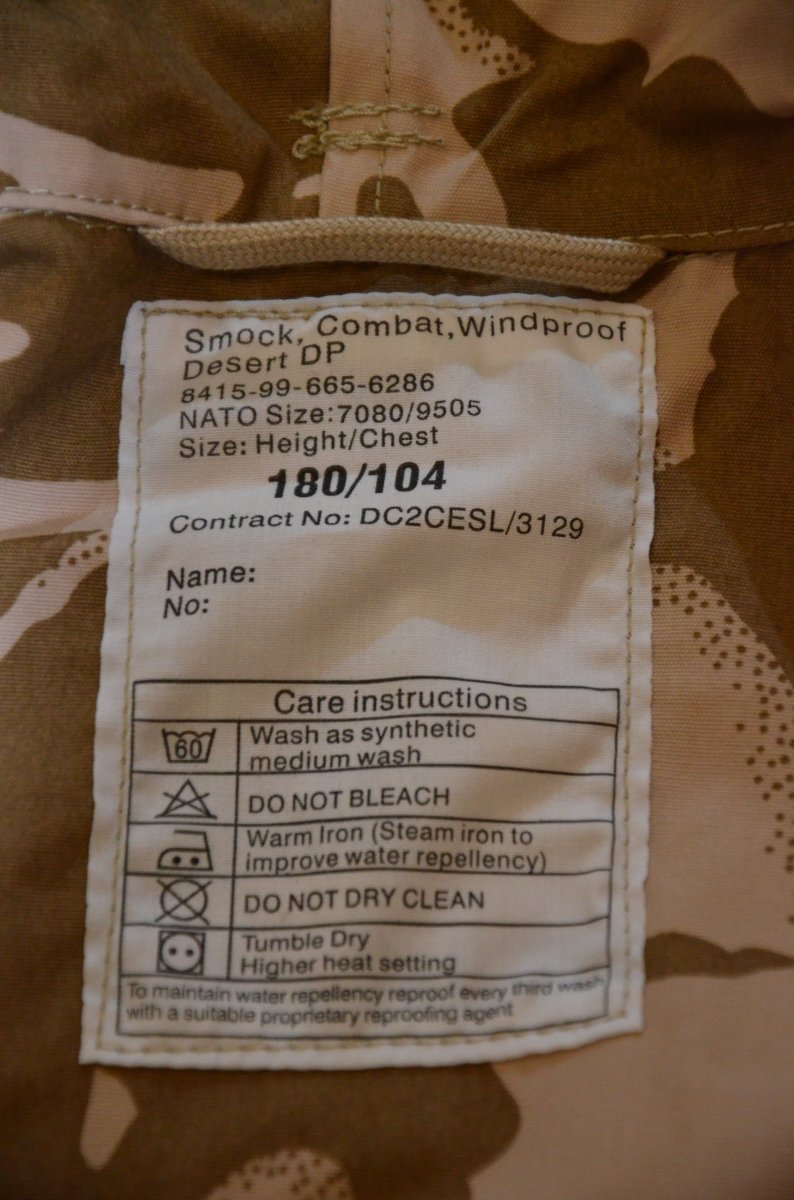 Smock, Combat,Windproof
Desert DP
8415-99-665-6286
NATO Size:7080/9505
Size: Height/Chest
180/104
Contract No: DC2CESL/3129
Name:
No:
Care instructions
60
Wash as synthetic
medium wash
DO NOT BLEACH
Warm Iron (Steam iron to
improve water repellency)
DO NOT DRY CLEAN
Tumble Dry
Higher heat setting
To maintain water repellency reproof every third wash
with a suitable proprietary reproofing agent